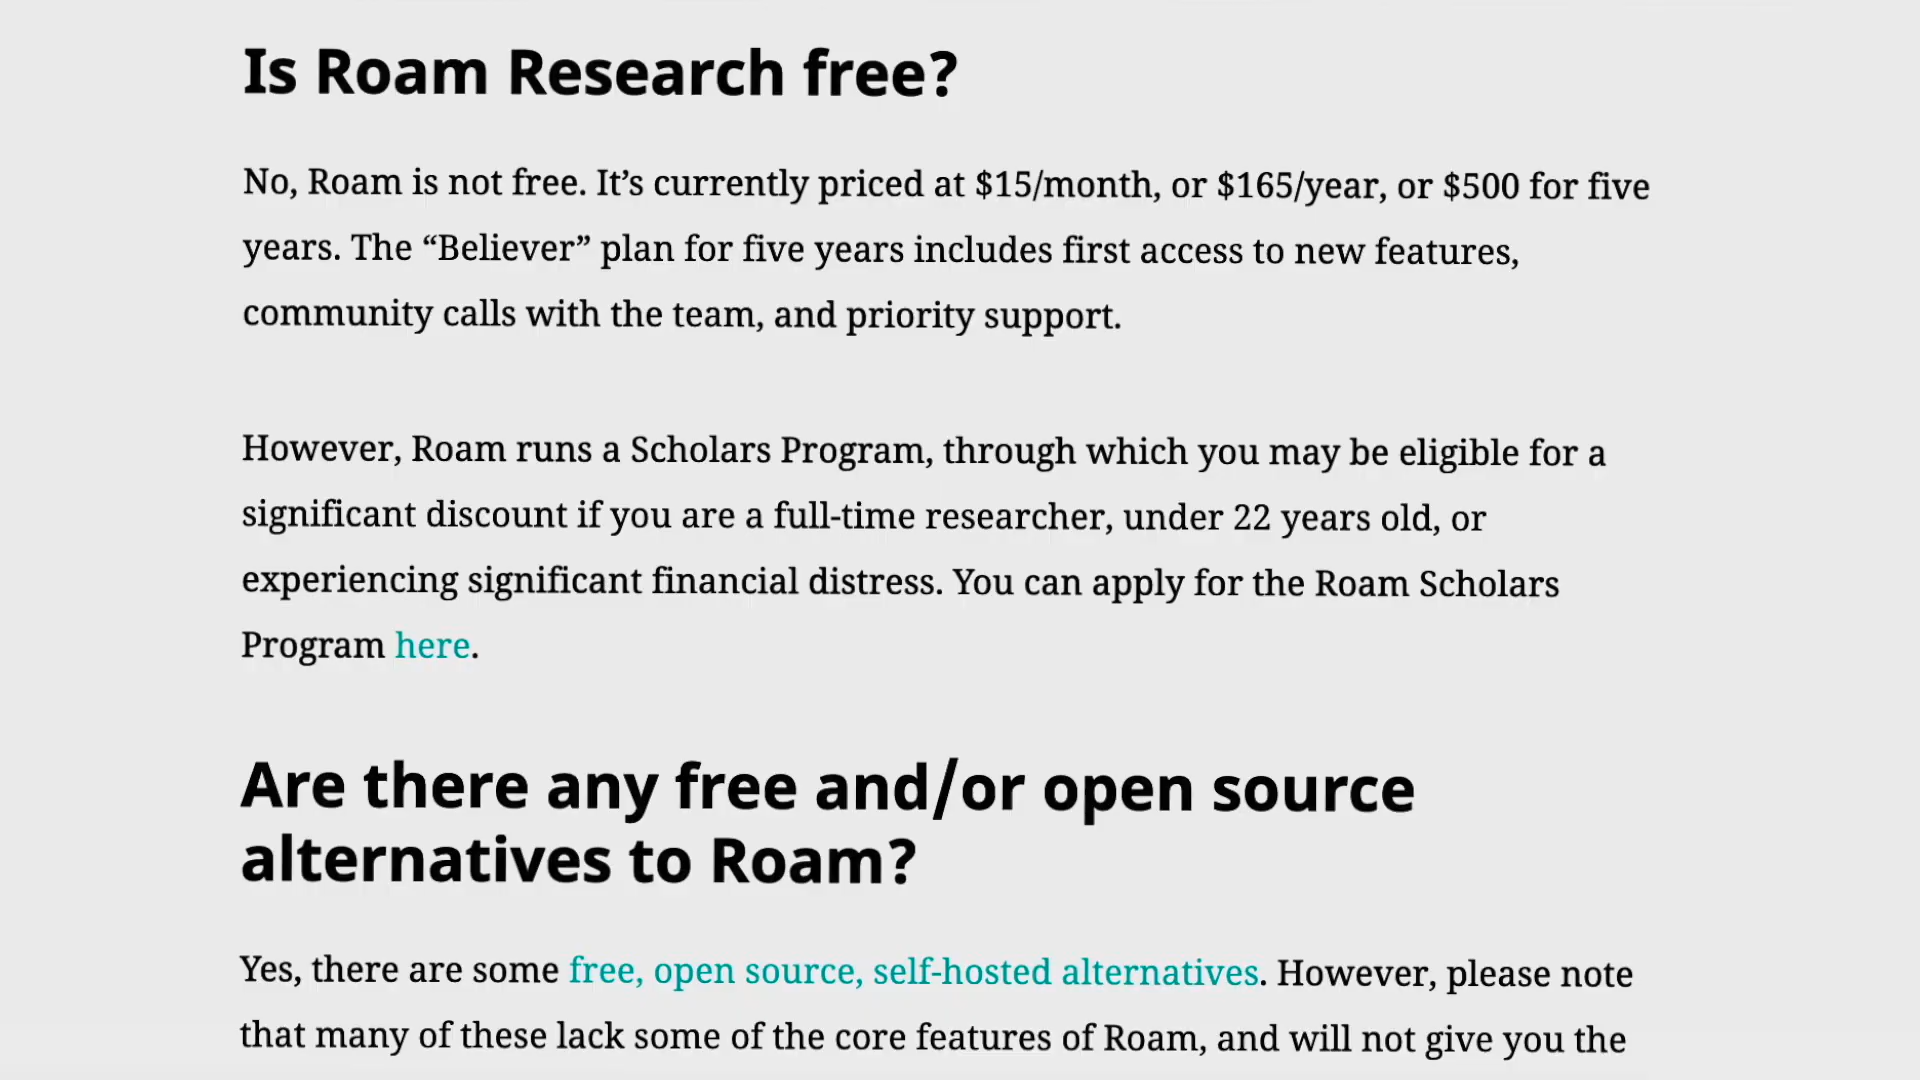 Is Roam Research free?
No, Roam is not free. It’s currently priced at $15/month, or $165/year, or $500 for five
years. The “Believer” plan for five years includes first access to new features,
community calls with the team, and priority support.
However, Roam runs a Scholars Program, through which you may be eligible for a
significant discount if you are a full-time researcher, under 22 years old, or
experiencing significant financial distress. You can apply for the Roam Scholars
Program here.
Are there any free and/or open source
alternatives to Roam?
Yes, there are some free, open source, self-hosted alternatives. However, please note
that many of these lack some of the core features of Roam, and will not give you the